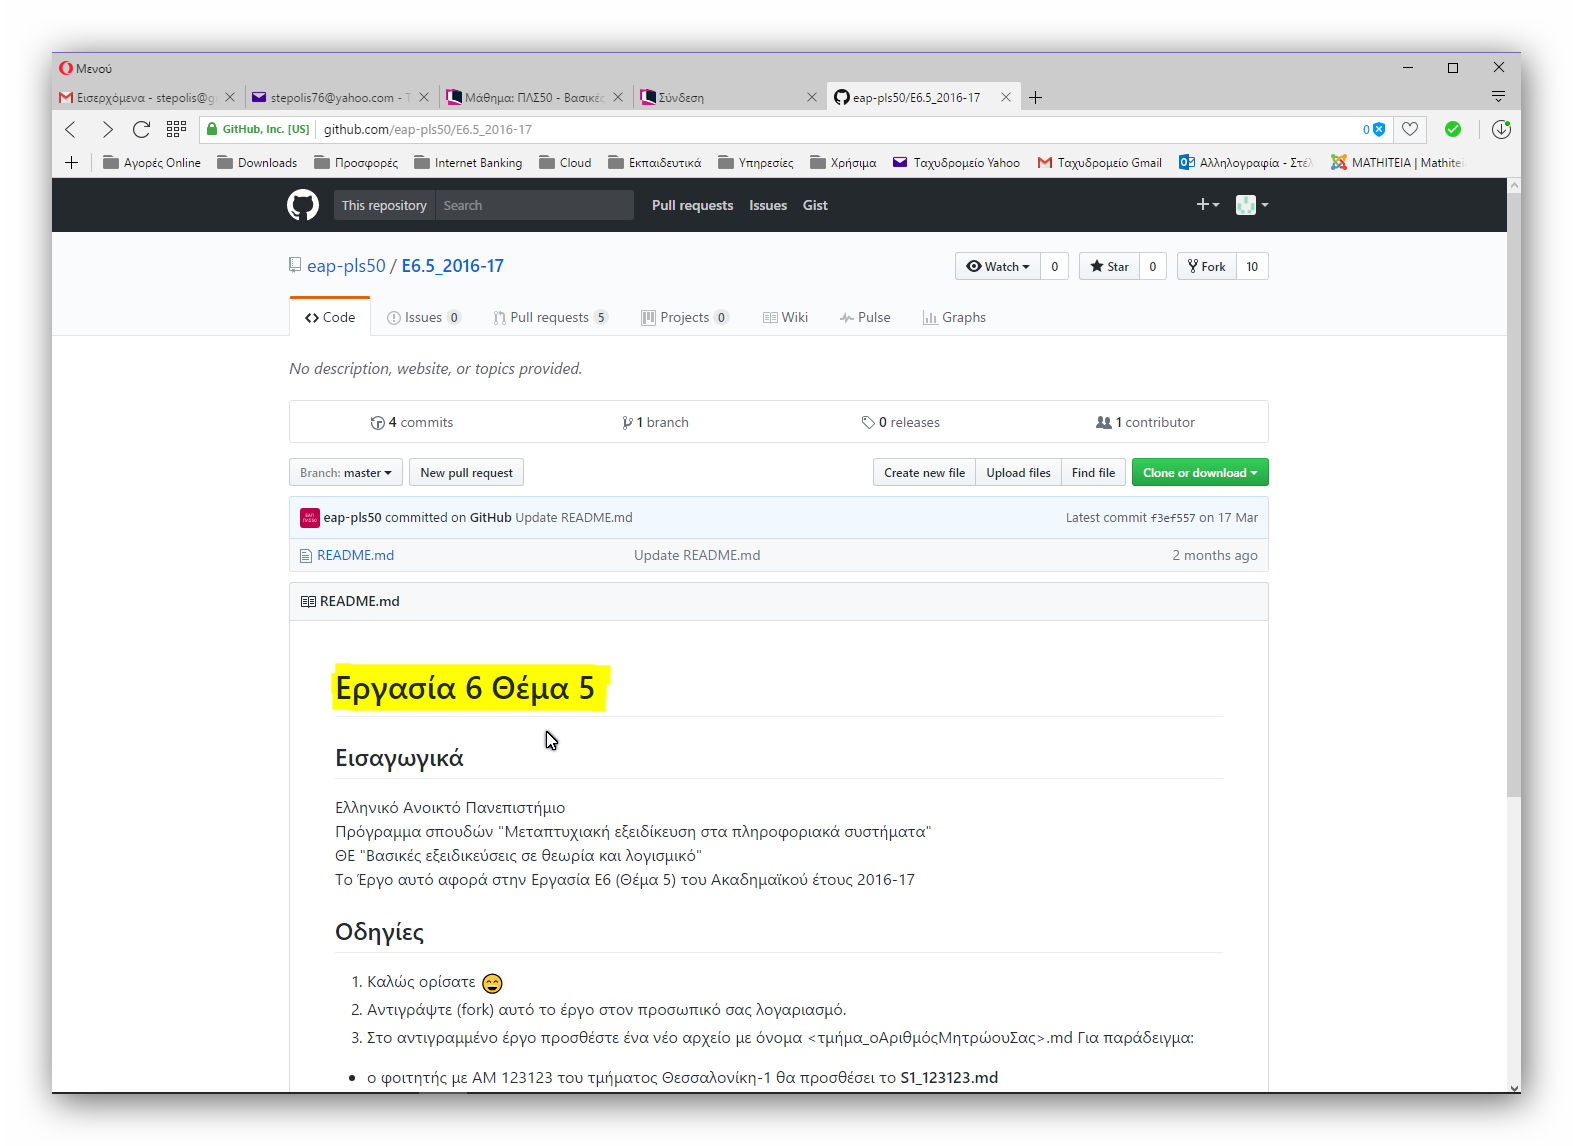 Μενού
Εισερχόμενα - stepolis@g
stepolis76@yahoo.com - T
Μάθημα: ΠΛΣ50 - Βασικές
Σύνδεση
eap-pls50/E6.5_2016-17
GitHub, Inc. [US] github.com/eap-pls50/E6.5_2016-17 0
Αγορές Online Downloads Προσφορές Internet Banking Cloud Εκπαιδευτικά Υπηρεσίες Χρήσιμα Ταχυδρομείο Yahoo Ταχυδρομείο Gmail Αλληλογραφία - Στέλ MATHITEIA | Mathitei
This repository Search Pull requests Issues Gist
eap-pls50 / E6.5_2016-17 Watch 0 Star 0 Fork 10
Code Issues 0 Pull requests 5 Projects 0 Wiki Pulse Graphs
No description, website, or topics provided.
4 commits 1 branch 0 releases 1 contributor
Branch: master New pull request Create new file Upload files Find file Clone or download
eap-pls50 committed on GitHub Update README.md Latest commit f3ef557 on 17 Mar
README.md Update README.md 2 months ago
README.md
Εργασία 6 Θέμα 5
Εισαγωγικά
Ελληνικό Ανοικτό Πανεπιστήμιο
Πρόγραμμα σπουδών "Μεταπτυχιακή εξειδίκευση στα πληροφοριακά συστήματα"
ΘΕ "Βασικές εξειδικεύσεις σε θεωρία και λογισμικό"
Το Έργο αυτό αφορά στην Εργασία Ε6 (Θέμα 5) του Ακαδημαϊκού έτους 2016-17
Οδηγίες
1. Καλώς ορίσατε 😄
2. Αντιγράψτε (fork) αυτό το έργο στον προσωπικό σας λογαριασμό.
3. Στο αντιγραμμένο έργο προσθέστε ένα νέο αρχείο με όνομα <τμήμα_οΑριθμόςΜητρώουΣας>.md Για παράδειγμα:
• ο φοιτητής με ΑΜ 123123 του τμήματος Θεσσαλονίκη-1 θα προσθέσει το S1_123123.md